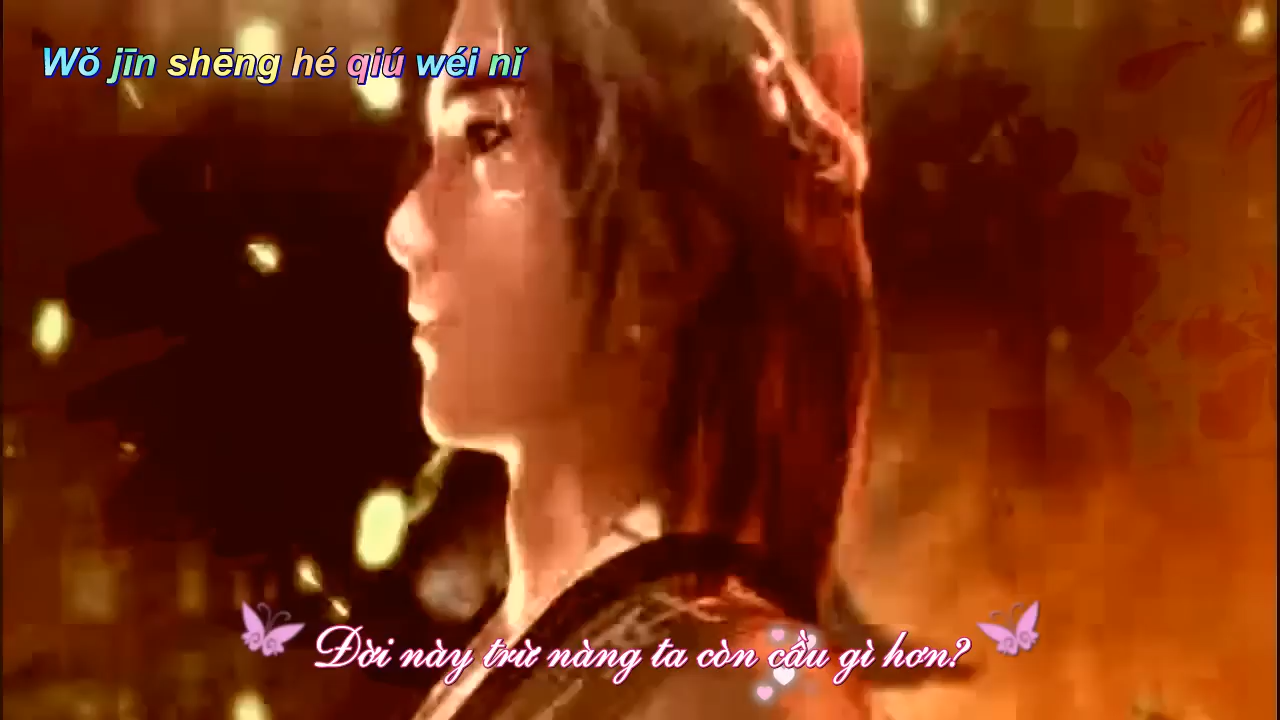 Wǒ jīn shēng hé qiú wéi nǐ
Đời này trừ nàng ta còn cầu gì hơn?